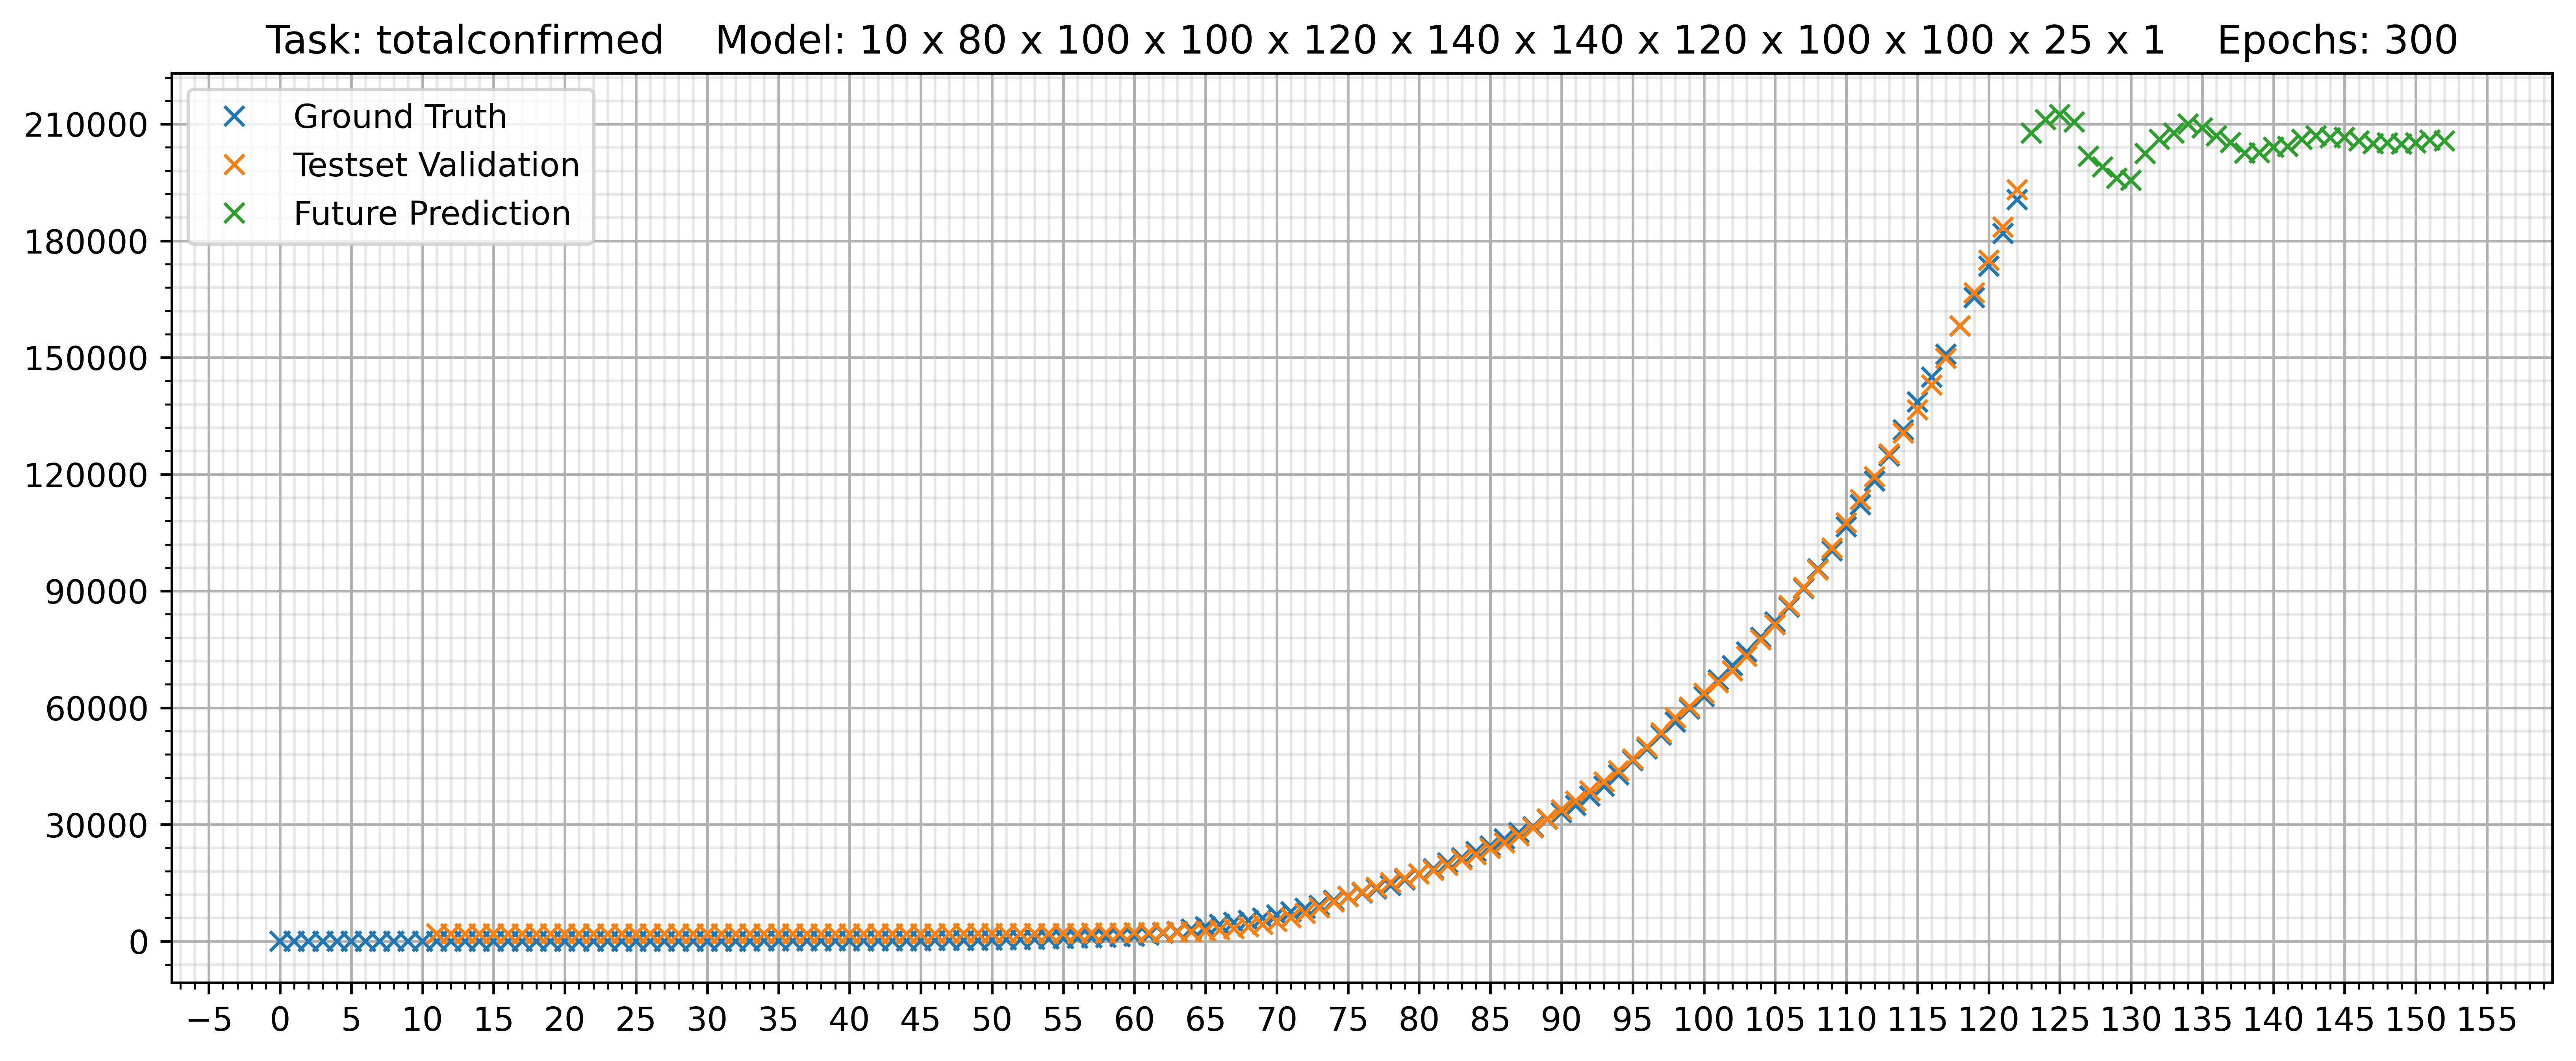 Task: totalconfirmed    Model: 10 x 80 x 100 x 100 x 120 x 140 x 140 x 120 x 100 x 100 x 25 x 1    Epochs: 300
Ground Truth
Testset Validation
Future Prediction
210000
180000
150000
120000
90000
60000
30000
0
−5 0 5 10 15 20 25 30 35 40 45 50 55 60 65 70 75 80 85 90 95 100 105 110 115 120 125 130 135 140 145 150 155